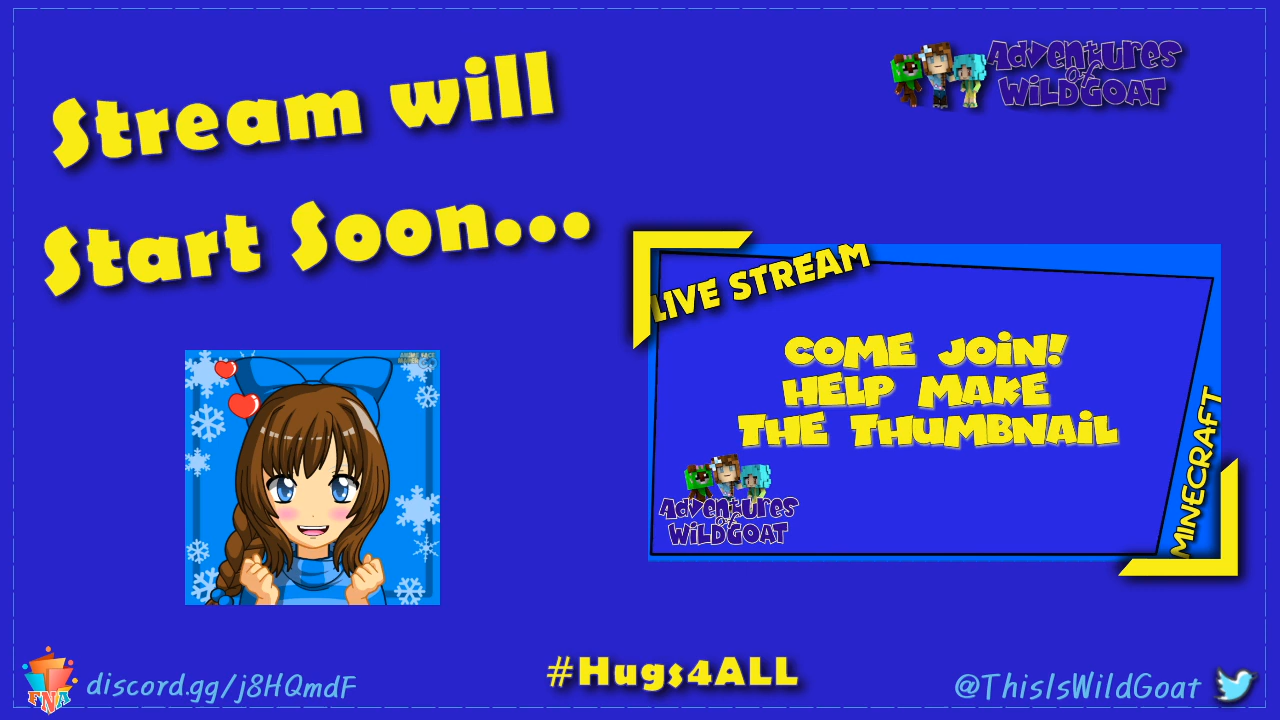 Stream will
Start Soon...
Adventures
of
WiLDGOAT
LIVE STREAM
COME JOiN!
HELP MAKE
THE THUMBNAiL
MINECRAFT
Adventures
of
WiLDGOAT
#Hugs4ALL
FNA
discord.gg/j8HQmdF
@ThisIsWildGoat